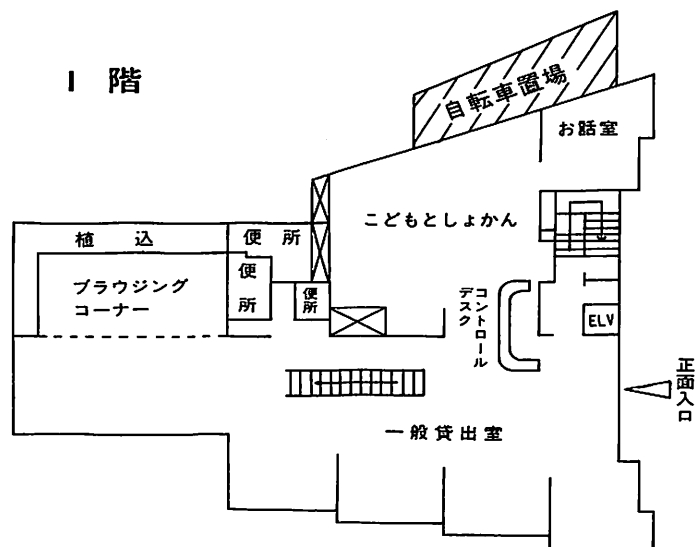 1 階
自転車置場
お話室
こどもとしょかん
植 込
便 所
便所
便所
ブラウジング
コーナー
コントロール
デスク
ELV
正面入口
一般貸出室